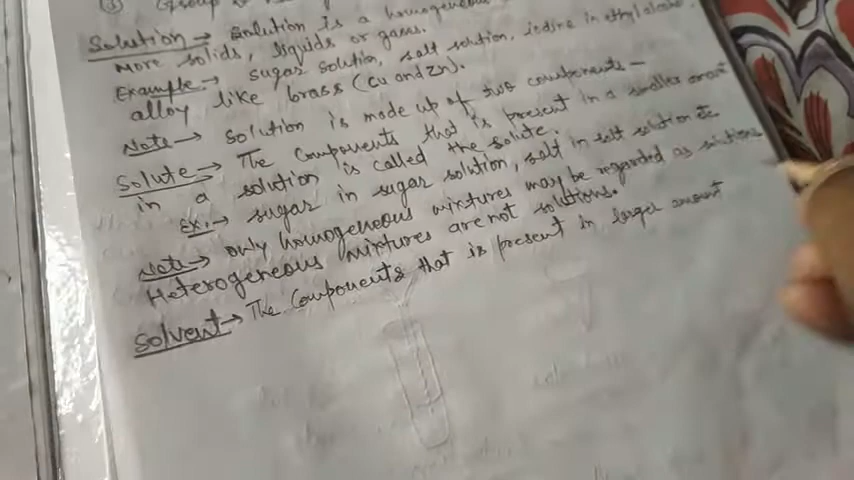 ③ Group
Solution → Solution is a homogeneous
more solids, liquids or gases.
Example → sugar solution, salt solution, iodine in ethyl alcohol.
alloy like brass (Cu and Zn).
Note → Solution is made up of two components –
Solute → The components that is present in a smaller amount
in a solution is called the solute.
Ex. → sugar in sugar solution, salt in salt solution etc
Note → only homogeneous mixtures may be regarded as solutions
Heterogeneous mixtures are not solutions.
Solvent → The components that is present in larger amount